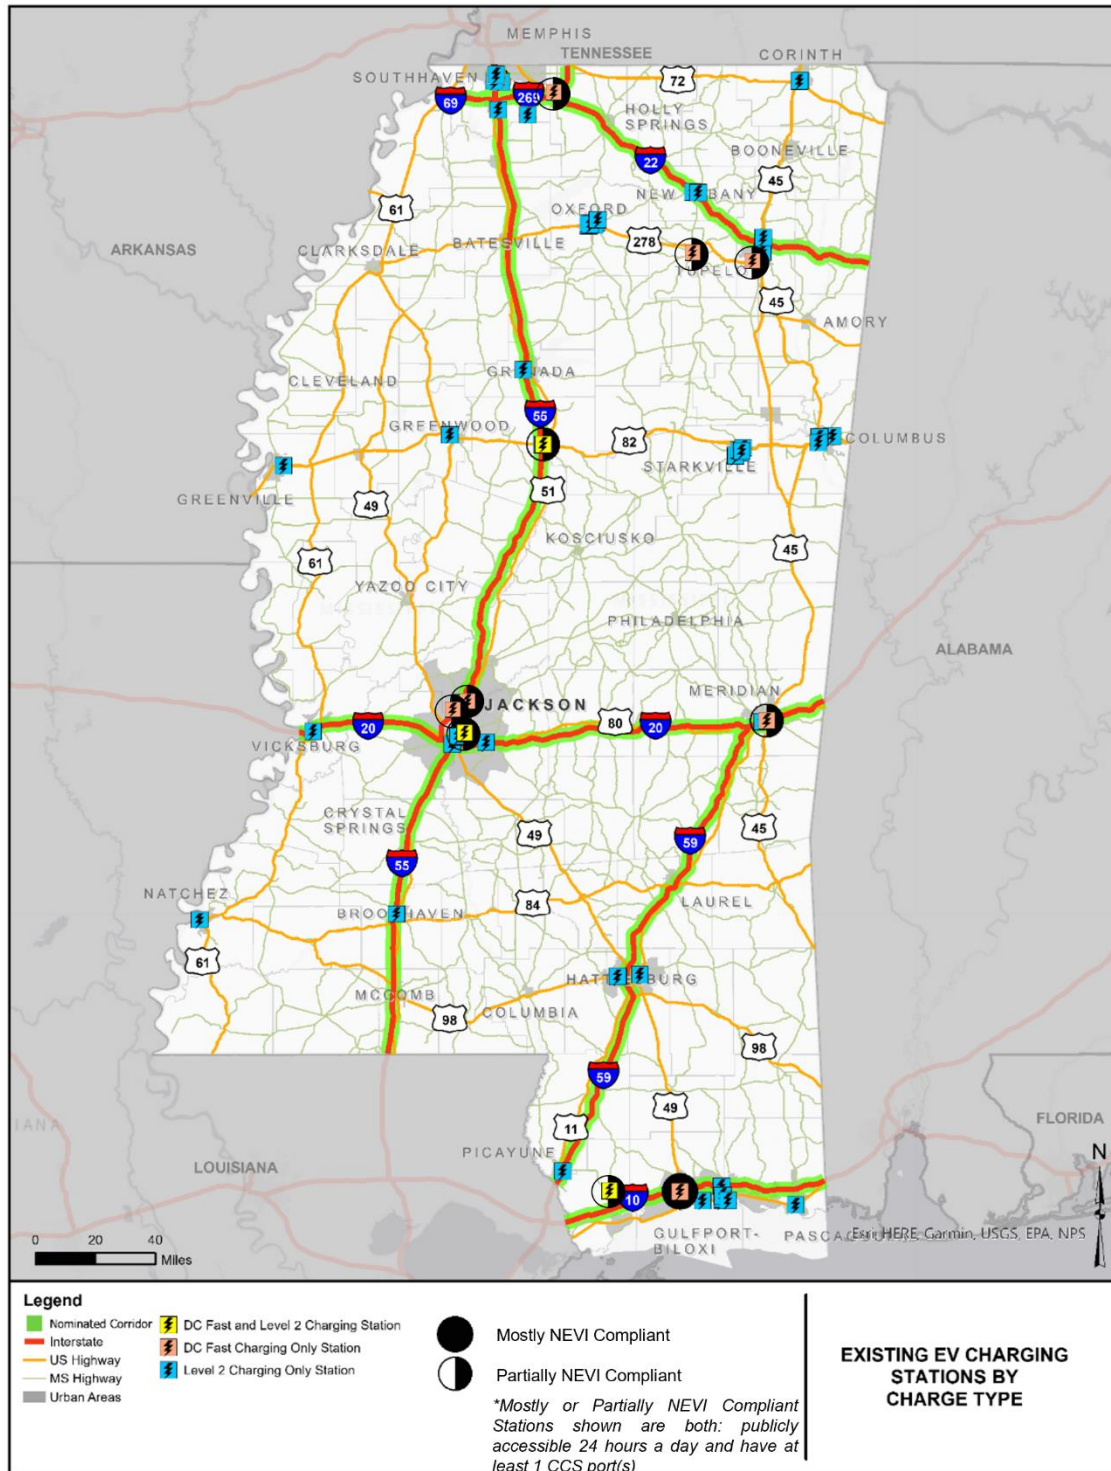 MEMPHIS
TENNESSEE
CORINTH
SOUTHHAVEN
72
69
269
HOLLY
SPRINGS
BOONEVILLE
22
45
NEW
BANY
61
OXFORD
ARKANSAS
CLARKSDALE
BATESVILLE
278
TUPELO
45
AMORY
CLEVELAND
GRENADA
55
GREENWOOD
82
COLUMBUS
STARKVILLE
GREENVILLE
49
51
KOSCIUSKO
45
61
YAZOO CITY
PHILADELPHIA
ALABAMA
MERIDIAN
JACKSON
20
80
20
VICKSBURG
CRYSTAL
SPRINGS
49
59
45
55
NATCHEZ
84
LAUREL
BROOKHAVEN
61
HATTIESBURG
MCCOMB
COLUMBIA
98
98
59
49
FLORIDA
IANA
11
N
PICAYUNE
LOUISIANA
10
GULFPORT-
BILOXI
PASCAG
Esri, HERE, Garmin, USGS, EPA, NPS
0 20 40
Miles
Legend
Nominated Corridor
Interstate
US Highway
MS Highway
Urban Areas
DC Fast and Level 2 Charging Station
DC Fast Charging Only Station
Level 2 Charging Only Station
Mostly NEVI Compliant
Partially NEVI Compliant
*Mostly or Partially NEVI Compliant
Stations shown are both: publicly
accessible 24 hours a day and have at
least 1 CCS port(s)
EXISTING EV CHARGING
STATIONS BY
CHARGE TYPE